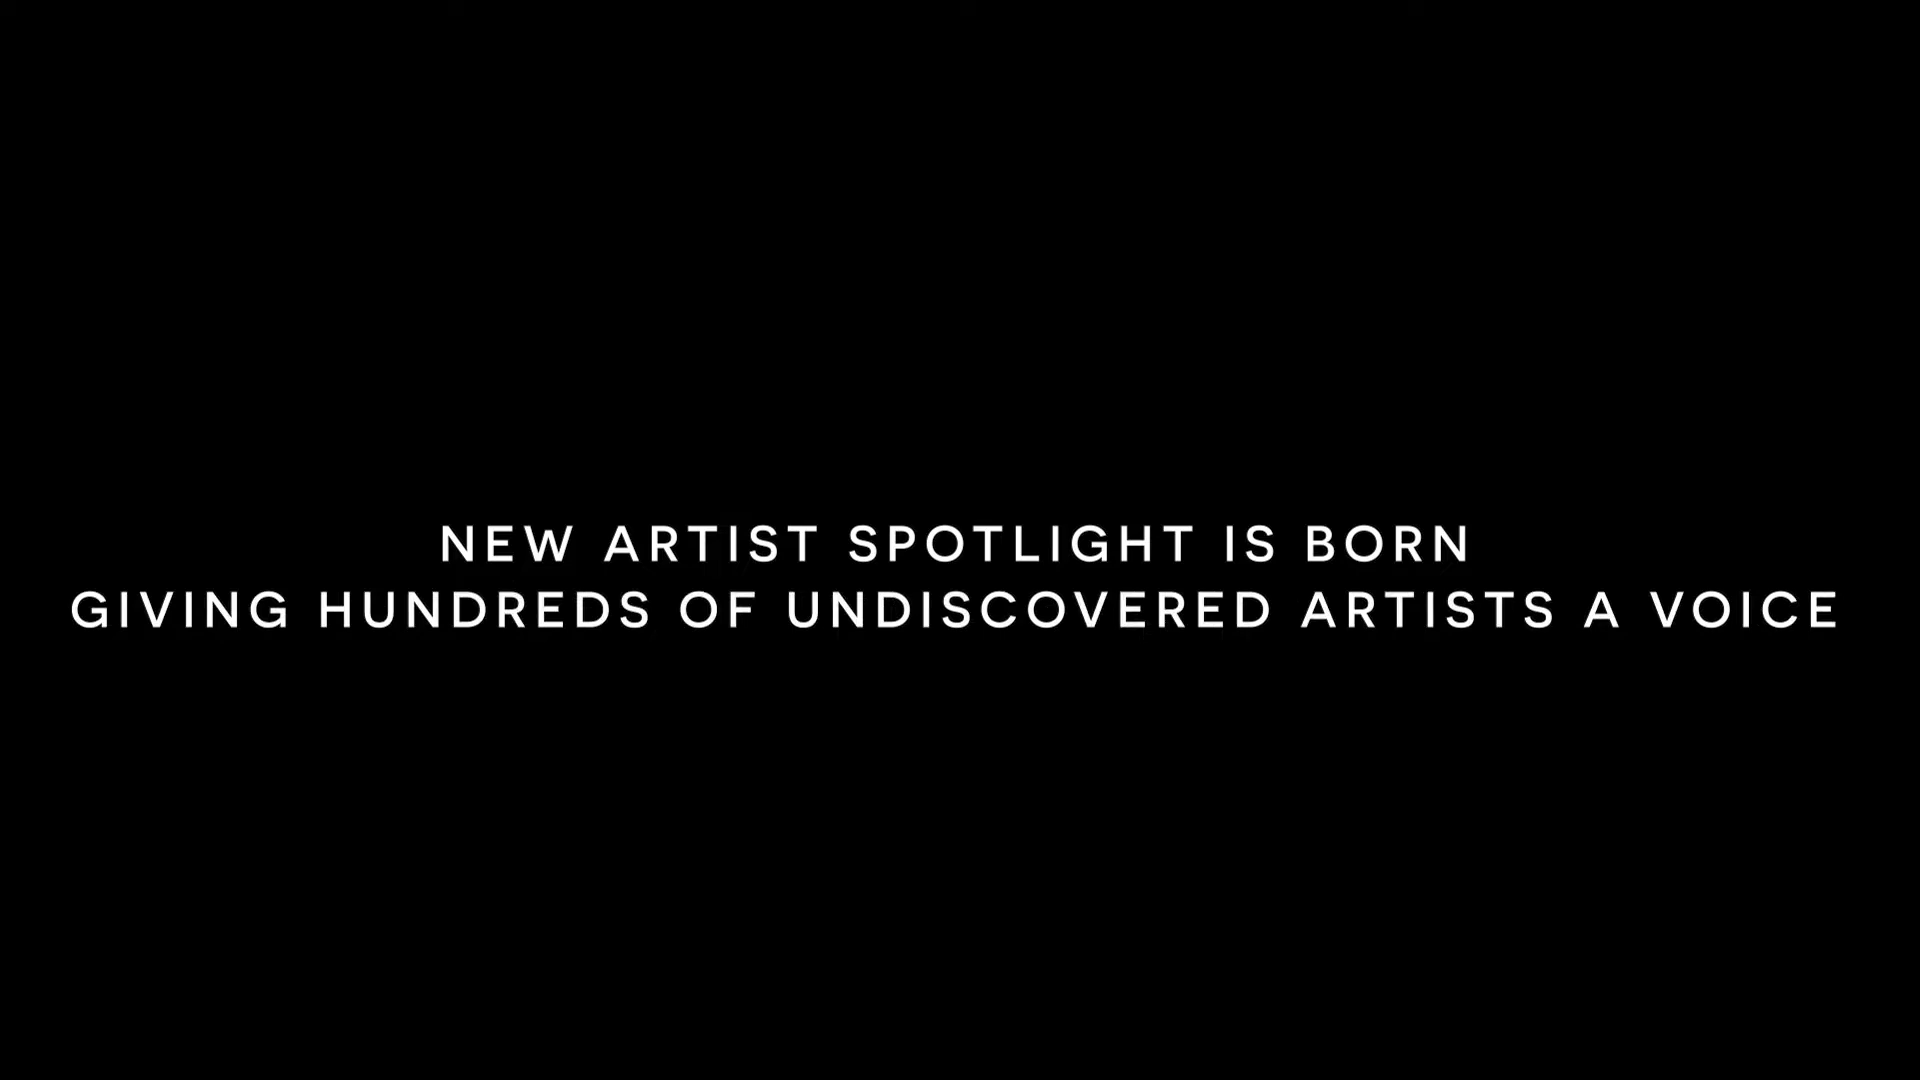 NEW ARTIST SPOTLIGHT IS BORN
GIVING HUNDREDS OF UNDISCOVERED ARTISTS A VOICE